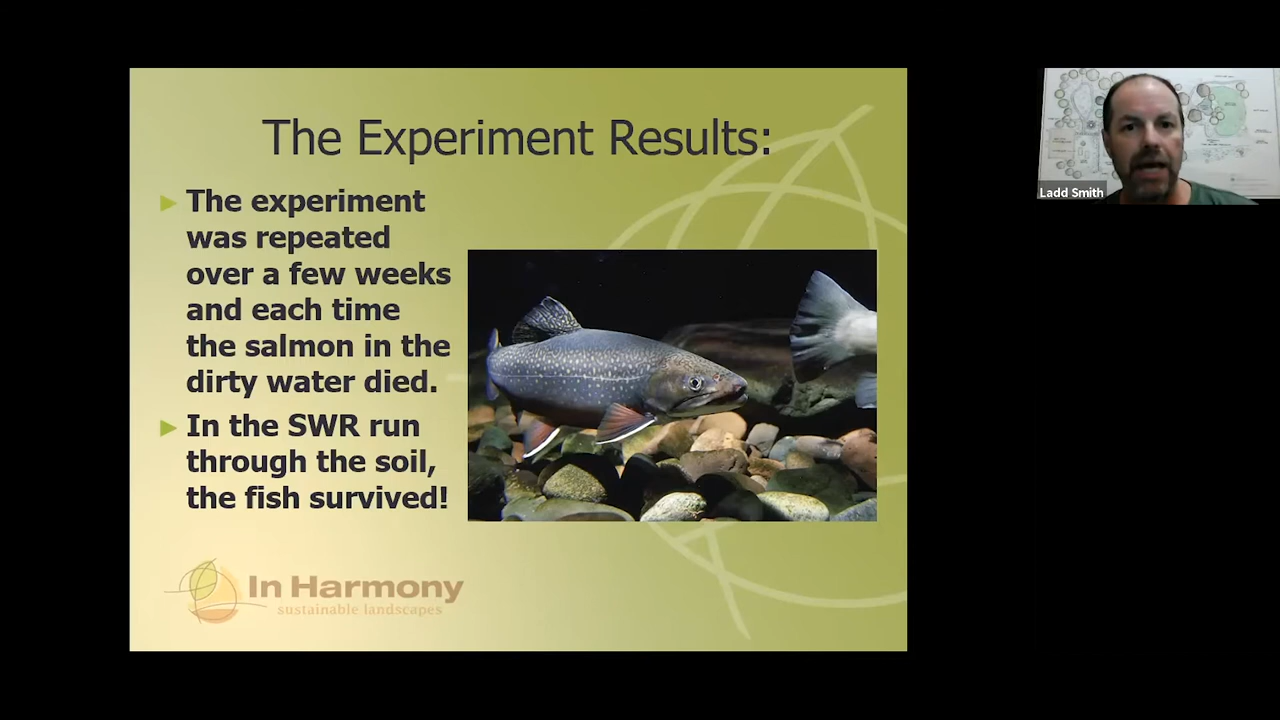 The Experiment Results:
The experiment
was repeated
over a few weeks
and each time
the salmon in the
dirty water died.
In the SWR run
through the soil,
the fish survived!
In Harmony
sustainable landscapes
Ladd Smith